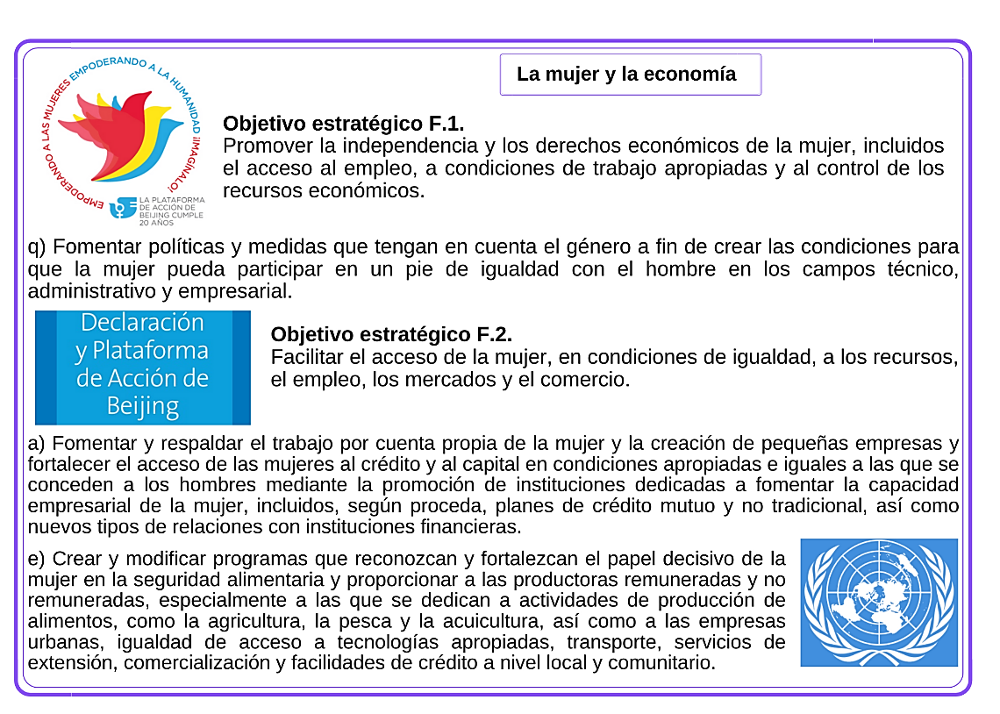 La mujer y la economía
EMPODERANDO A LAS MUJERES EMPODERANDO A LA HUMANIDAD ¡IMAGÍNALO!
LA PLATAFORMA
DE ACCIÓN DE
BEIJING CUMPLE
20 AÑOS
Objetivo estratégico F.1.
Promover la independencia y los derechos económicos de la mujer, incluidos
el acceso al empleo, a condiciones de trabajo apropiadas y al control de los
recursos económicos.
q) Fomentar políticas y medidas que tengan en cuenta el género a fin de crear las condiciones para
que la mujer pueda participar en un pie de igualdad con el hombre en los campos técnico,
administrativo y empresarial.
Declaración
y Plataforma
de Acción de
Beijing
Objetivo estratégico F.2.
Facilitar el acceso de la mujer, en condiciones de igualdad, a los recursos,
el empleo, los mercados y el comercio.
a) Fomentar y respaldar el trabajo por cuenta propia de la mujer y la creación de pequeñas empresas y
fortalecer el acceso de las mujeres al crédito y al capital en condiciones apropiadas e iguales a las que se
conceden a los hombres mediante la promoción de instituciones dedicadas a fomentar la capacidad
empresarial de la mujer, incluidos, según proceda, planes de crédito mutuo y no tradicional, así como
nuevos tipos de relaciones con instituciones financieras.
e) Crear y modificar programas que reconozcan y fortalezcan el papel decisivo de la
mujer en la seguridad alimentaria y proporcionar a las productoras remuneradas y no
remuneradas, especialmente a las que se dedican a actividades de producción de
alimentos, como la agricultura, la pesca y la acuicultura, así como a las empresas
urbanas, igualdad de acceso a tecnologías apropiadas, transporte, servicios de
extensión, comercialización y facilidades de crédito a nivel local y comunitario.